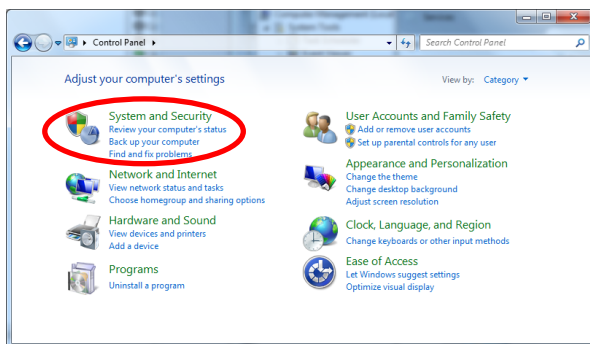 Control Panel
Search Control Panel
Adjust your computer's settings
View by: Category
System and Security
Review your computer's status
Back up your computer
Find and fix problems
Network and Internet
View network status and tasks
Choose homegroup and sharing options
Hardware and Sound
View devices and printers
Add a device
Programs
Uninstall a program
User Accounts and Family Safety
Add or remove user accounts
Set up parental controls for any user
Appearance and Personalization
Change the theme
Change desktop background
Adjust screen resolution
Clock, Language, and Region
Change keyboards or other input methods
Ease of Access
Let Windows suggest settings
Optimize visual display